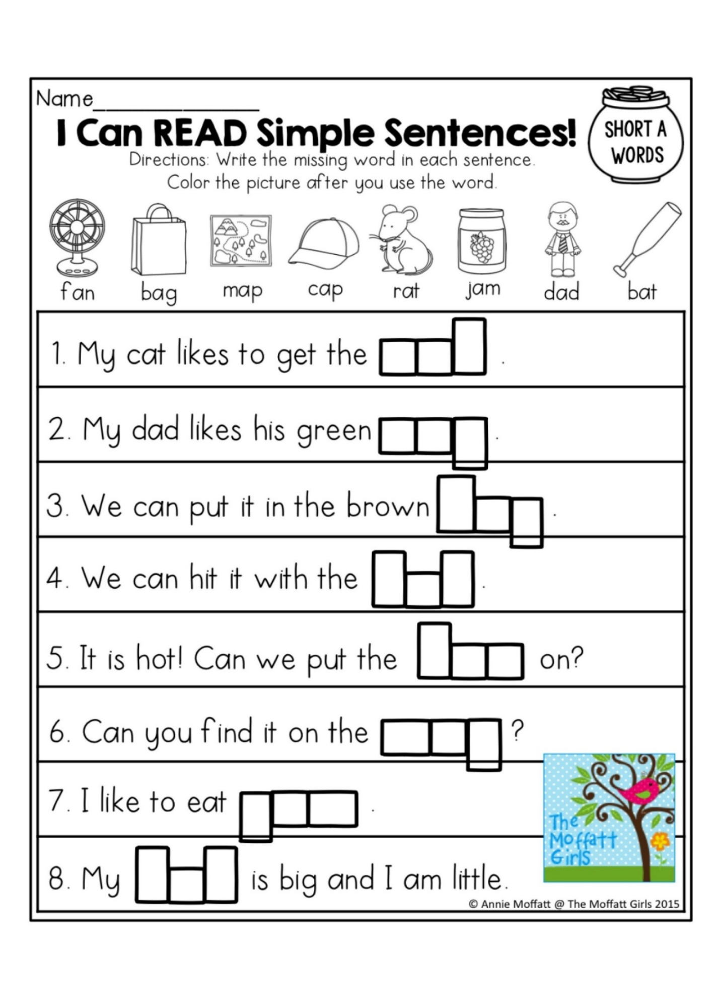 Name_____________
I Can READ Simple Sentences!
SHORT A
WORDS
Directions: Write the missing word in each sentence.
Color the picture after you use the word.
fan bag map cap rat jam dad bat
1. My cat likes to get the .
2. My dad likes his green .
3. We can put it in the brown .
4. We can hit it with the .
5. It is hot! Can we put the on?
6. Can you find it on the ?
7. I like to eat .
8. My is big and I am little.
The
Moffatt
Girls
© Annie Moffatt @ The Moffatt Girls 2015